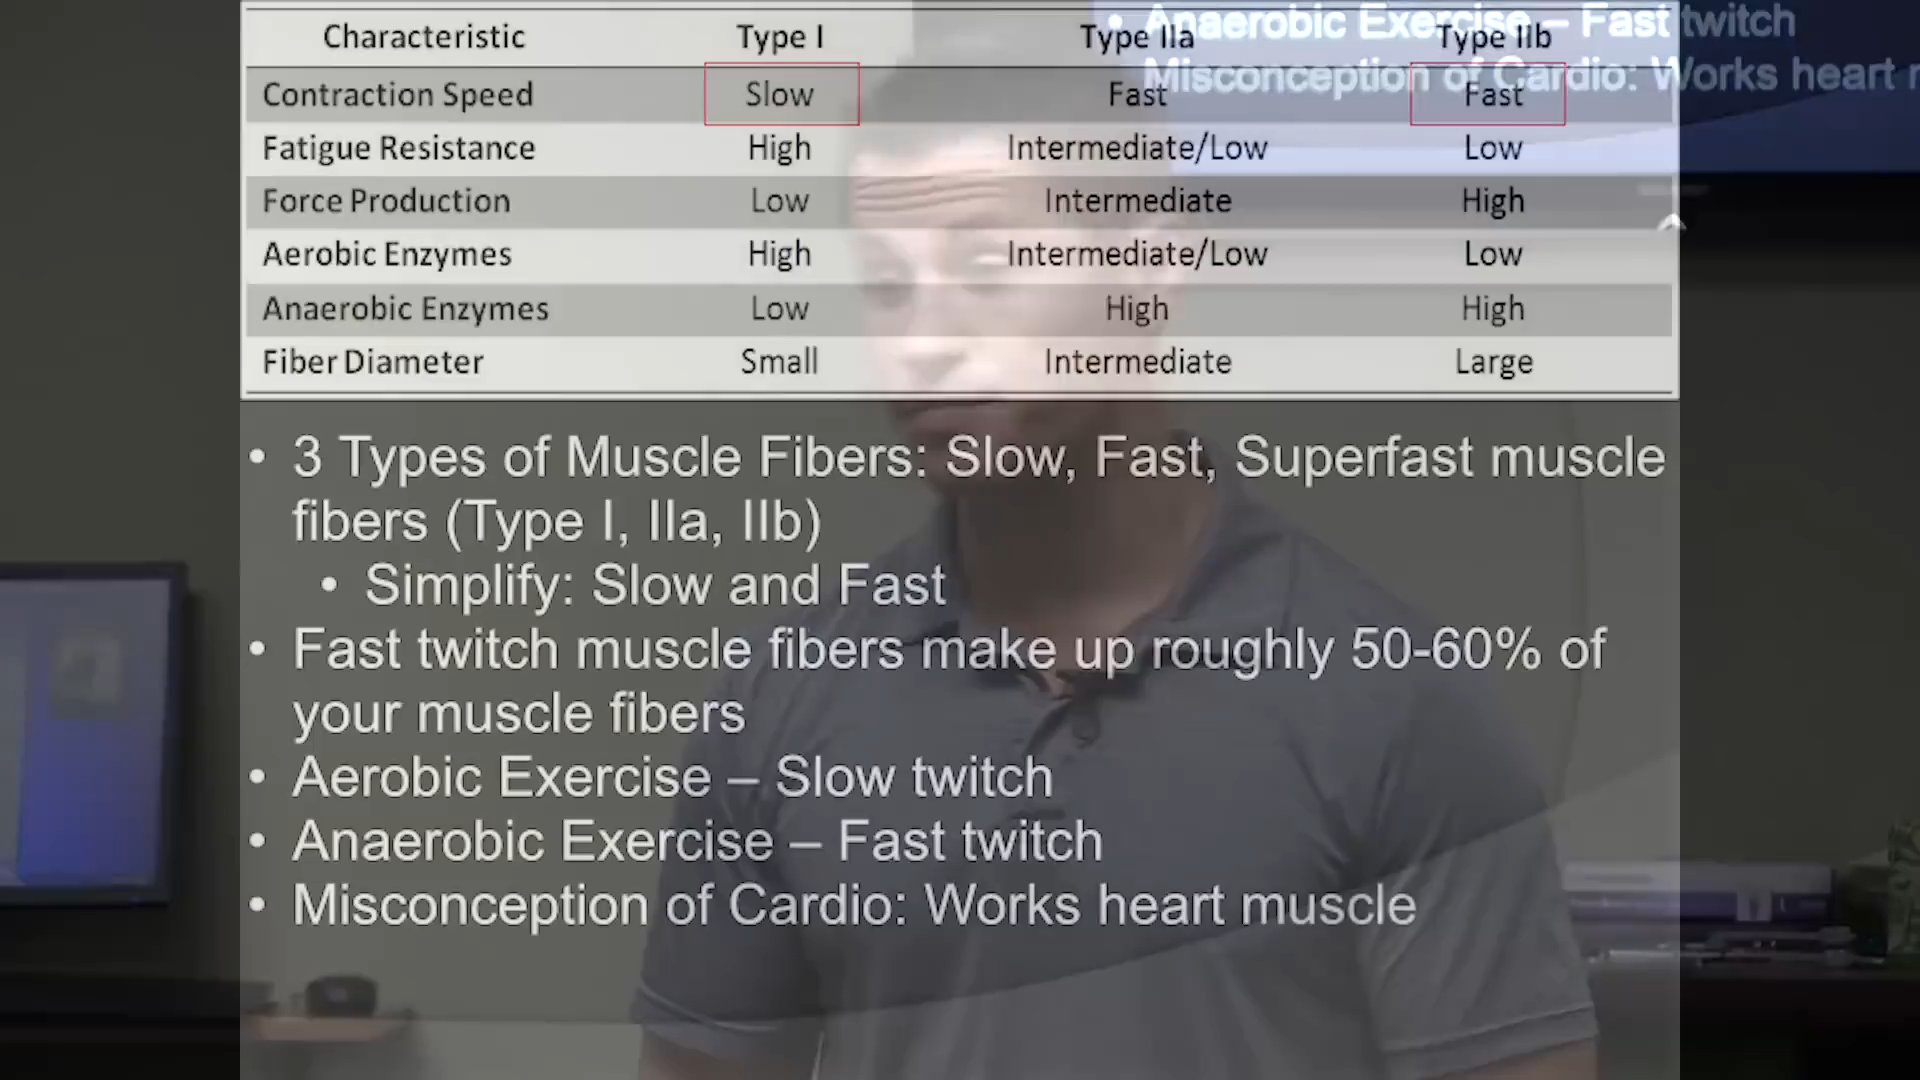 Anaerobic Exercise – Fast twitch
Misconception of Cardio: Works heart
Characteristic Type I Type IIa Type IIb
Contraction Speed Slow Fast Fast
Fatigue Resistance High Intermediate/Low Low
Force Production Low Intermediate High
Aerobic Enzymes High Intermediate/Low Low
Anaerobic Enzymes Low High High
Fiber Diameter Small Intermediate Large
• 3 Types of Muscle Fibers: Slow, Fast, Superfast muscle
fibers (Type I, IIa, IIb)
• Simplify: Slow and Fast
• Fast twitch muscle fibers make up roughly 50-60% of
your muscle fibers
• Aerobic Exercise – Slow twitch
• Anaerobic Exercise – Fast twitch
• Misconception of Cardio: Works heart muscle